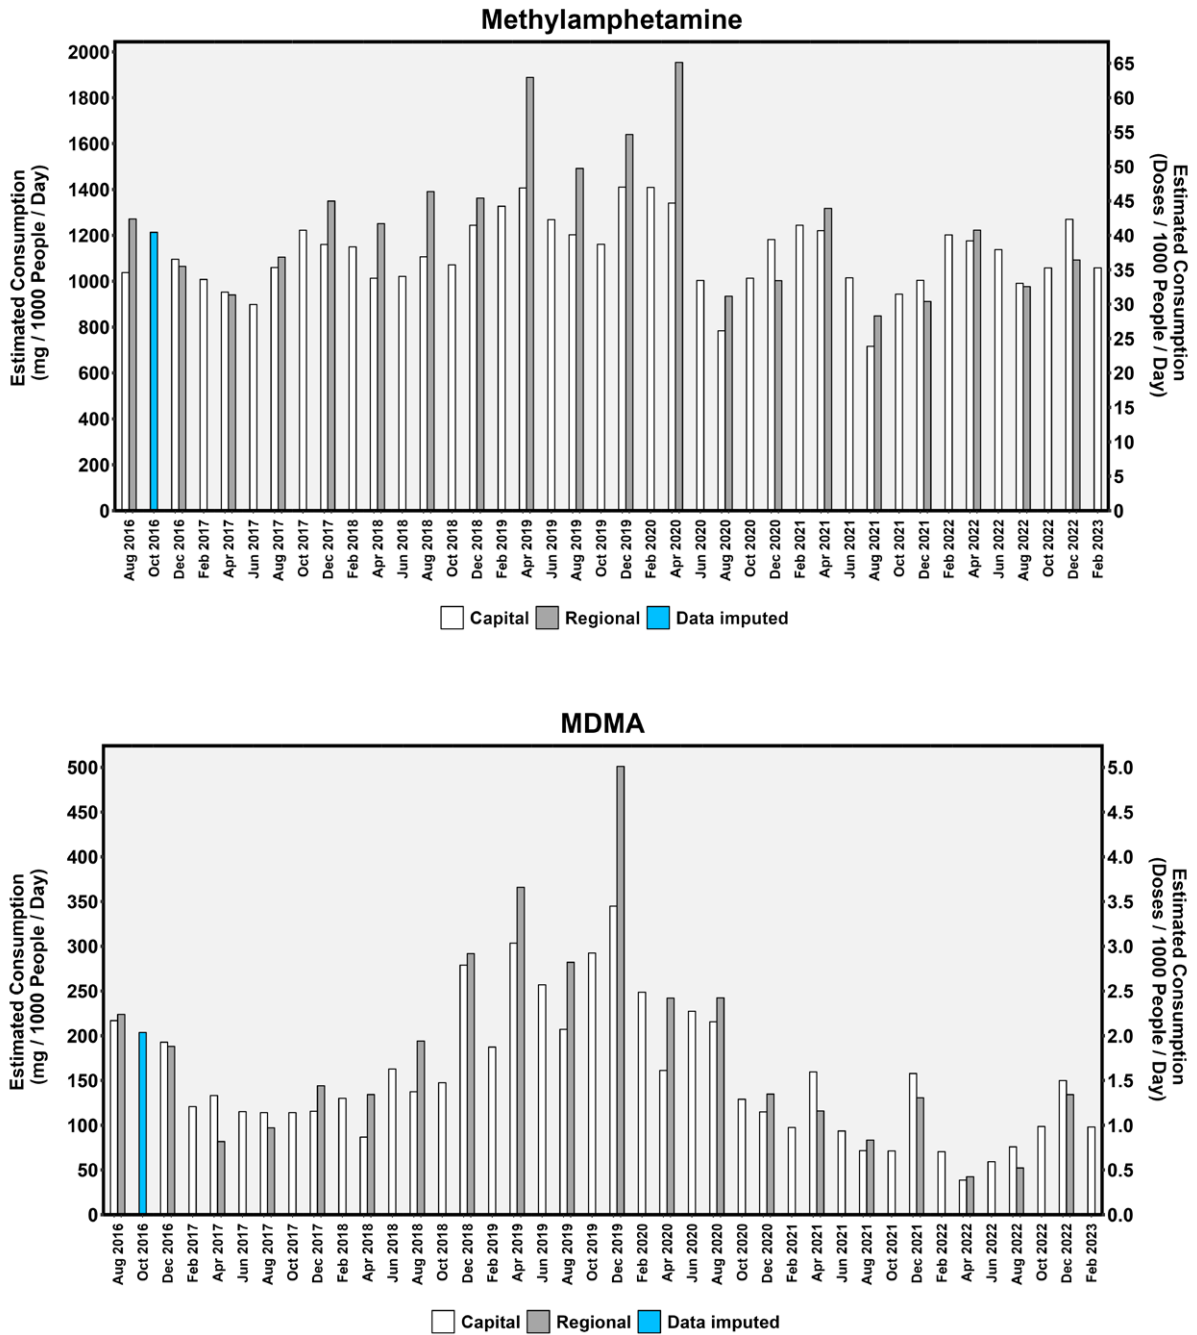 Methylamphetamine
Estimated Consumption
(mg / 1000 People / Day)
2000
1800
1600
1400
1200
1000
800
600
400
200
0
65
60
55
50
45
40
35
30
25
20
15
10
5
0
Estimated Consumption
(Doses / 1000 People / Day)
Aug 2016
Oct 2016
Dec 2016
Feb 2017
Apr 2017
Jun 2017
Aug 2017
Oct 2017
Dec 2017
Feb 2018
Apr 2018
Jun 2018
Aug 2018
Oct 2018
Dec 2018
Feb 2019
Apr 2019
Jun 2019
Aug 2019
Oct 2019
Dec 2019
Feb 2020
Apr 2020
Jun 2020
Aug 2020
Oct 2020
Dec 2020
Feb 2021
Apr 2021
Jun 2021
Aug 2021
Oct 2021
Dec 2021
Feb 2022
Apr 2022
Jun 2022
Aug 2022
Oct 2022
Dec 2022
Feb 2023
Capital Regional Data imputed
MDMA
Estimated Consumption
(mg / 1000 People / Day)
500
450
400
350
300
250
200
150
100
50
0
5.0
4.5
4.0
3.5
3.0
2.5
2.0
1.5
1.0
0.5
0.0
Estimated Consumption
(Doses / 1000 People / Day)
Aug 2016
Oct 2016
Dec 2016
Feb 2017
Apr 2017
Jun 2017
Aug 2017
Oct 2017
Dec 2017
Feb 2018
Apr 2018
Jun 2018
Aug 2018
Oct 2018
Dec 2018
Feb 2019
Apr 2019
Jun 2019
Aug 2019
Oct 2019
Dec 2019
Feb 2020
Apr 2020
Jun 2020
Aug 2020
Oct 2020
Dec 2020
Feb 2021
Apr 2021
Jun 2021
Aug 2021
Oct 2021
Dec 2021
Feb 2022
Apr 2022
Jun 2022
Aug 2022
Oct 2022
Dec 2022
Feb 2023
Capital Regional Data imputed